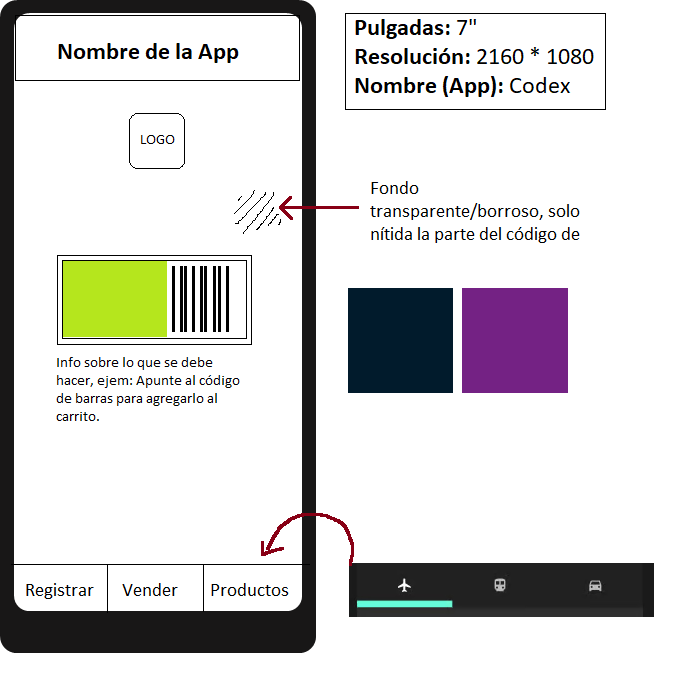 Nombre de la App
LOGO
Info sobre lo que se debe
hacer, ejem: Apunte al código
de barras para agregarlo al
carrito.
Registrar
Vender
Productos
Pulgadas: 7"
Resolución: 2160 * 1080
Nombre (App): Codex
Fondo
transparente/borroso, solo
nítida la parte del código de